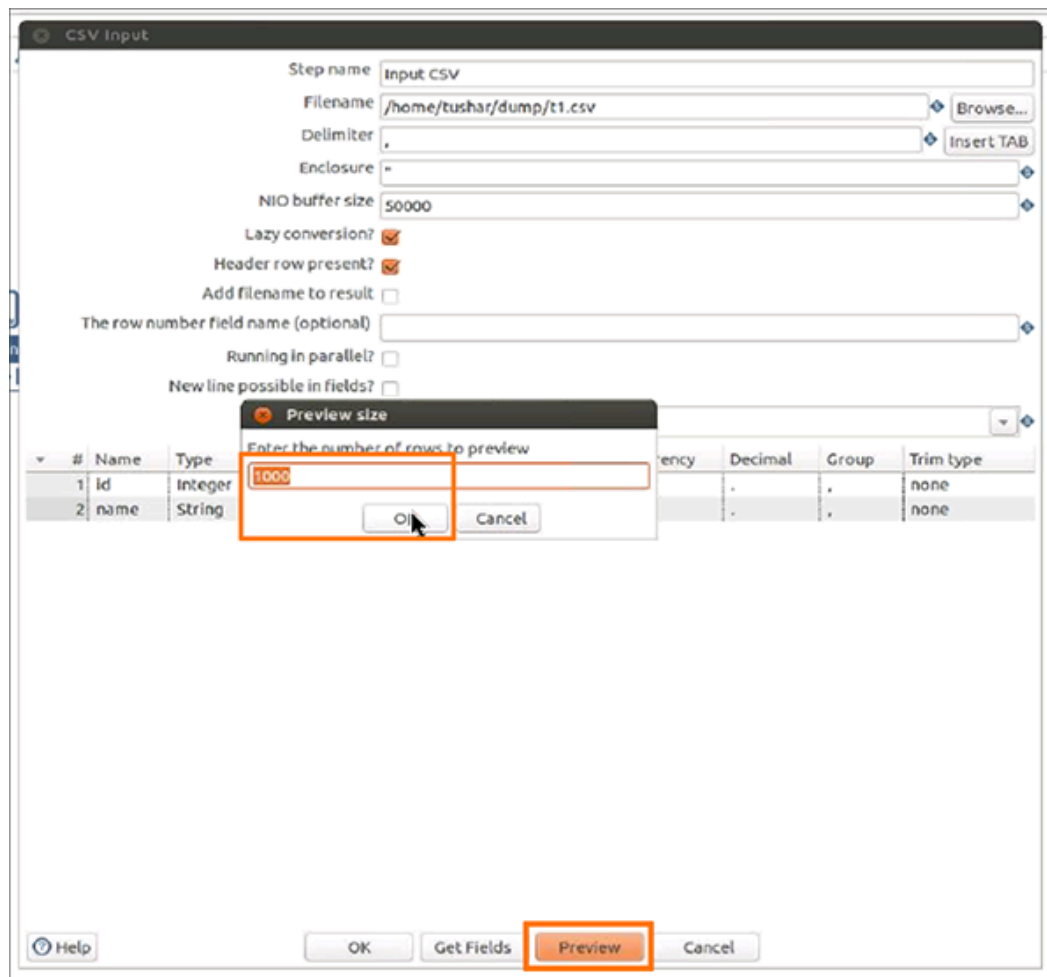 CSV Input
Step name Input CSV
Filename /home/tushar/dump/t1.csv Browse...
Delimiter , Insert TAB
Enclosure "
NIO buffer size 50000
Lazy conversion?
Header row present?
Add filename to result
The row number field name (optional)
Running in parallel?
New line possible in fields?
Preview size
Enter the number of rows to preview
# Name Type ency Decimal Group Trim type
1000
1 id Integer . , none
2 name String . , none
OK Cancel
Help OK Get Fields Preview Cancel